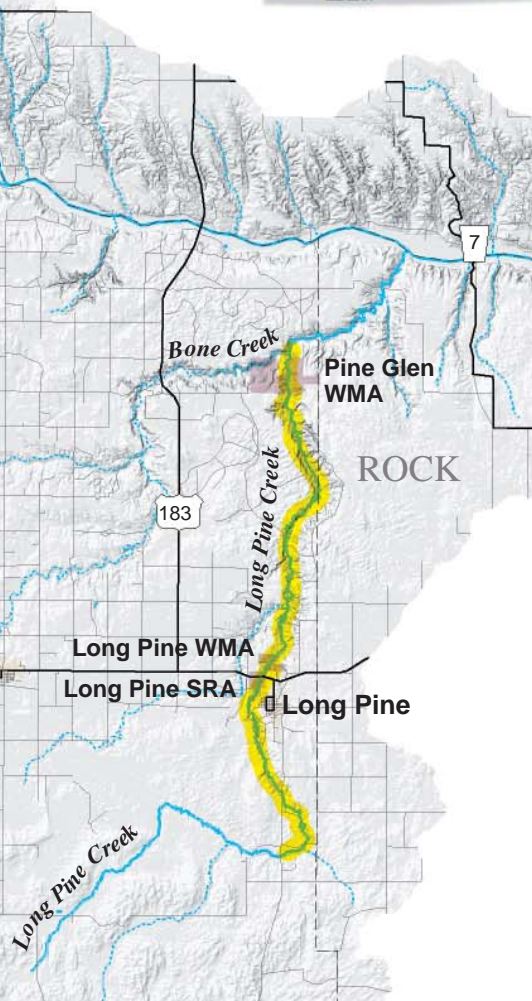 7
Bone Creek
Pine Glen
WMA
ROCK
Long Pine Creek
183
Long Pine WMA
Long Pine SRA
Long Pine
Long Pine Creek